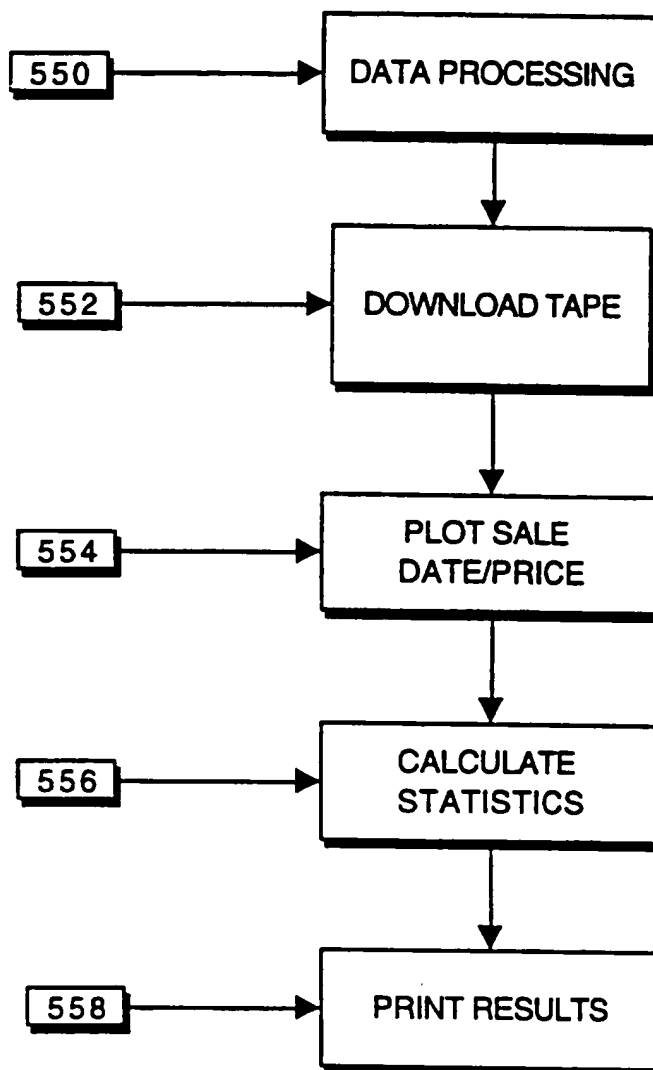 550
DATA PROCESSING
552
DOWNLOAD TAPE
554
PLOT SALE
DATE/PRICE
556
CALCULATE
STATISTICS
558
PRINT RESULTS